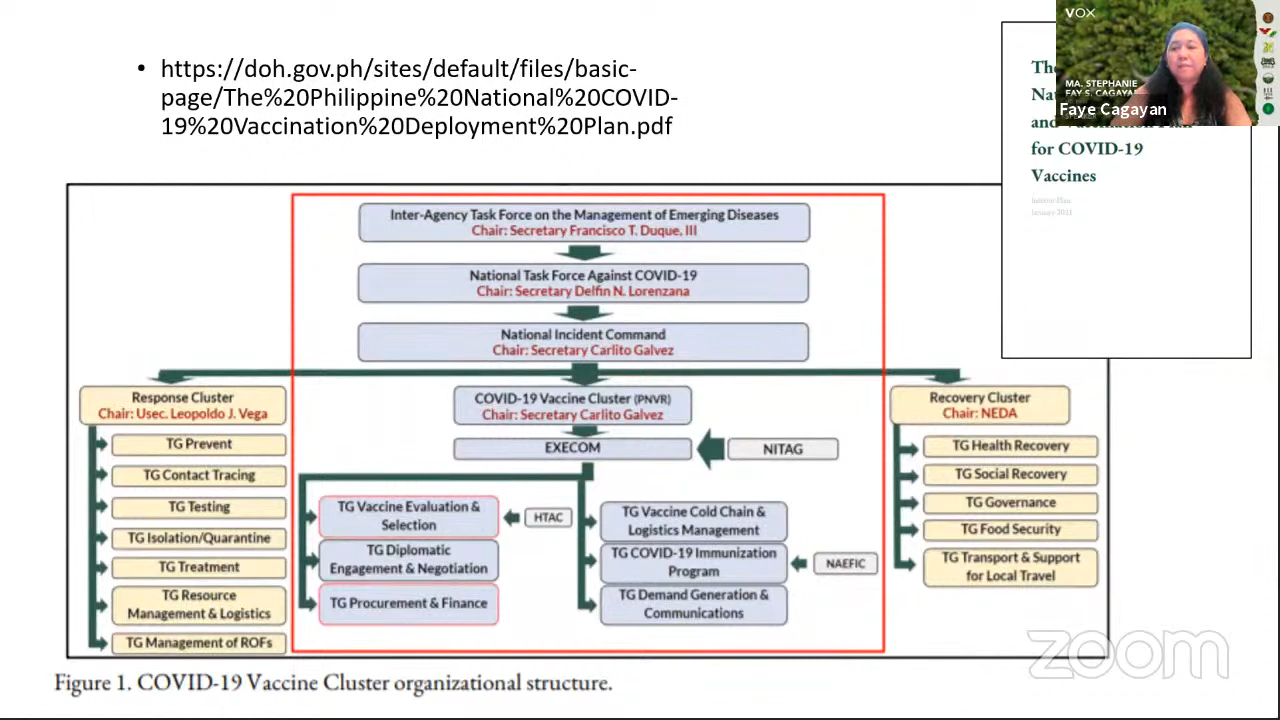 • https://doh.gov.ph/sites/default/files/basic-
page/The%20Philippine%20National%20COVID-
19%20Vaccination%20Deployment%20Plan.pdf
VOX
MA. STEPHANIE
FAY S. CAGAYAN
Faye Cagayan
for COVID-19
Vaccines
Interim Plan
January 2021
Inter-Agency Task Force on the Management of Emerging Diseases
Chair: Secretary Francisco T. Duque, III
National Task Force Against COVID-19
Chair: Secretary Delfin N. Lorenzana
National Incident Command
Chair: Secretary Carlito Galvez
Response Cluster
Chair: Usec. Leopoldo J. Vega
TG Prevent
TG Contact Tracing
TG Testing
TG Isolation/Quarantine
TG Treatment
TG Resource
Management & Logistics
TG Management of ROFs
COVID-19 Vaccine Cluster (PNVR)
Chair: Secretary Carlito Galvez
EXECOM
NITAG
TG Vaccine Evaluation &
Selection
HTAC
TG Diplomatic
Engagement & Negotiation
TG Procurement & Finance
TG Vaccine Cold Chain &
Logistics Management
TG COVID-19 Immunization
Program
NAEFIC
TG Demand Generation &
Communications
Recovery Cluster
Chair: NEDA
TG Health Recovery
TG Social Recovery
TG Governance
TG Food Security
TG Transport & Support
for Local Travel
zoom
Figure 1. COVID-19 Vaccine Cluster organizational structure.